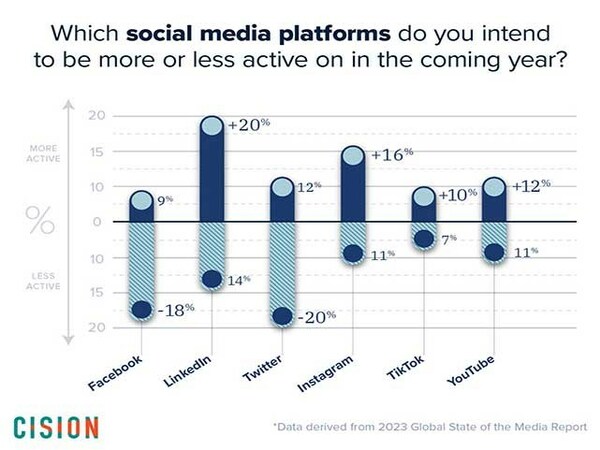 Which social media platforms do you intend
to be more or less active on in the coming year?
20
MORE
ACTIVE
15
10
%
0
10
LESS
ACTIVE
15
20
9%
+20%
12%
+16%
+10%
+12%
-18%
14%
-20%
11%
7%
11%
Facebook
LinkedIn
Twitter
Instagram
TikTok
YouTube
CISION
*Data derived from 2023 Global State of the Media Report